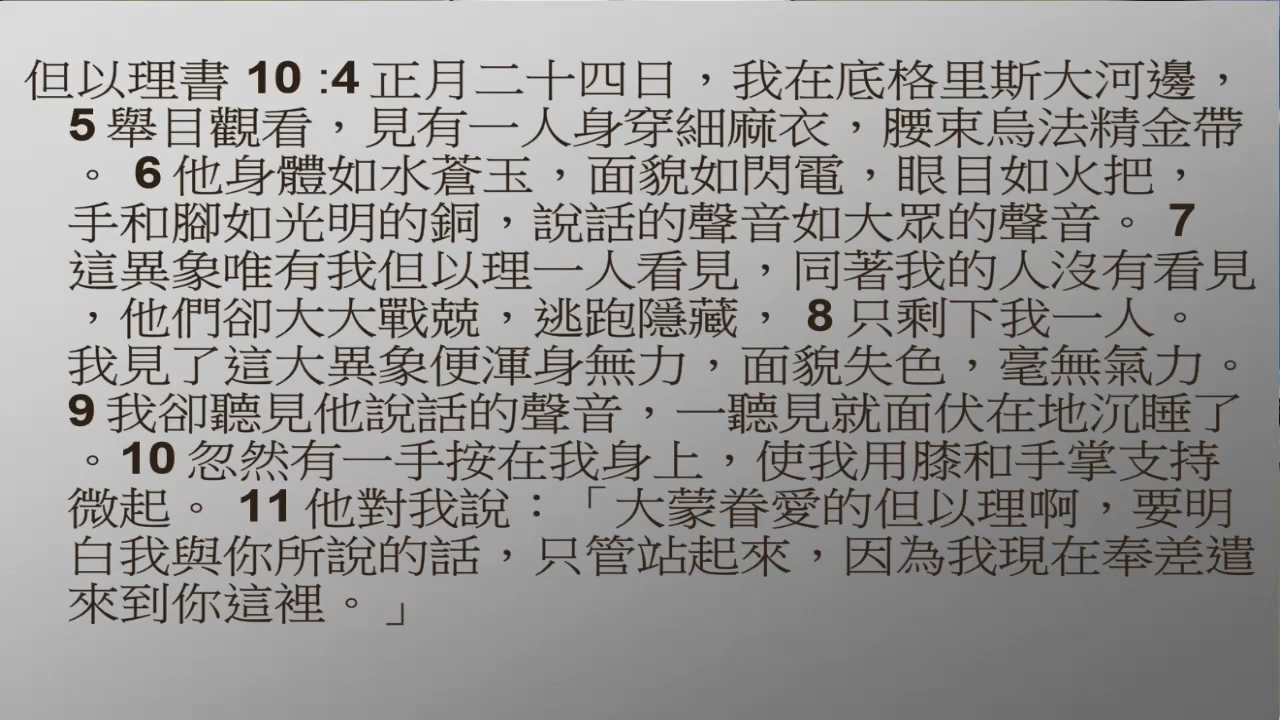 但以理書 10 :4 正月二十四日，我在底格里斯大河邊，
5 舉目觀看，見有一人身穿細麻衣，腰束烏法精金帶
。 6 他身體如水蒼玉，面貌如閃電，眼目如火把，
手和腳如光明的銅，說話的聲音如大眾的聲音。 7
這異象唯有我但以理一人看見，同著我的人沒有看見
，他們卻大大戰兢，逃跑隱藏， 8 只剩下我一人。
我見了這大異象便渾身無力，面貌失色，毫無氣力。
9 我卻聽見他說話的聲音，一聽見就面伏在地沉睡了
。10 忽然有一手按在我身上，使我用膝和手掌支持
微起。 11 他對我說：「大蒙眷愛的但以理啊，要明
白我與你所說的話，只管站起來，因為我現在奉差遣
來到你這裡。」